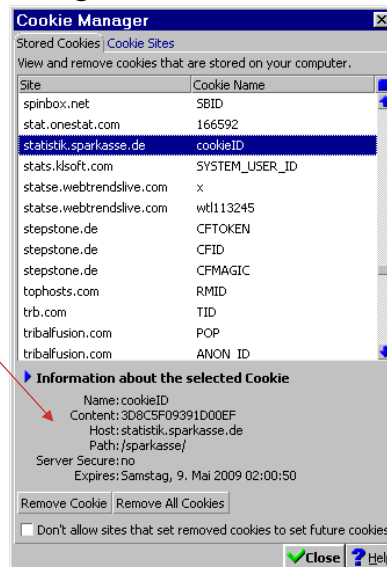 Cookie Manager
Stored Cookies Cookie Sites
View and remove cookies that are stored on your computer.
Site Cookie Name
spinbox.net SBID
stat.onestat.com 166592
statistik.sparkasse.de cookieID
stats.klsoft.com SYSTEM_USER_ID
statse.webtrendslive.com x
statse.webtrendslive.com wtl113245
stepstone.de CFTOKEN
stepstone.de CFID
stepstone.de CFMAGIC
tophosts.com RMID
trb.com TID
tribalfusion.com POP
tribalfusion.com ANON_ID
Information about the selected Cookie
Name: cookieID
Content: 3D8C5F09391D00EF
Host: statistik.sparkasse.de
Path: /sparkasse/
Server Secure: no
Expires: Samstag, 9. Mai 2009 02:00:50
Remove Cookie Remove All Cookies
Don't allow sites that set removed cookies to set future cookies
Close Help